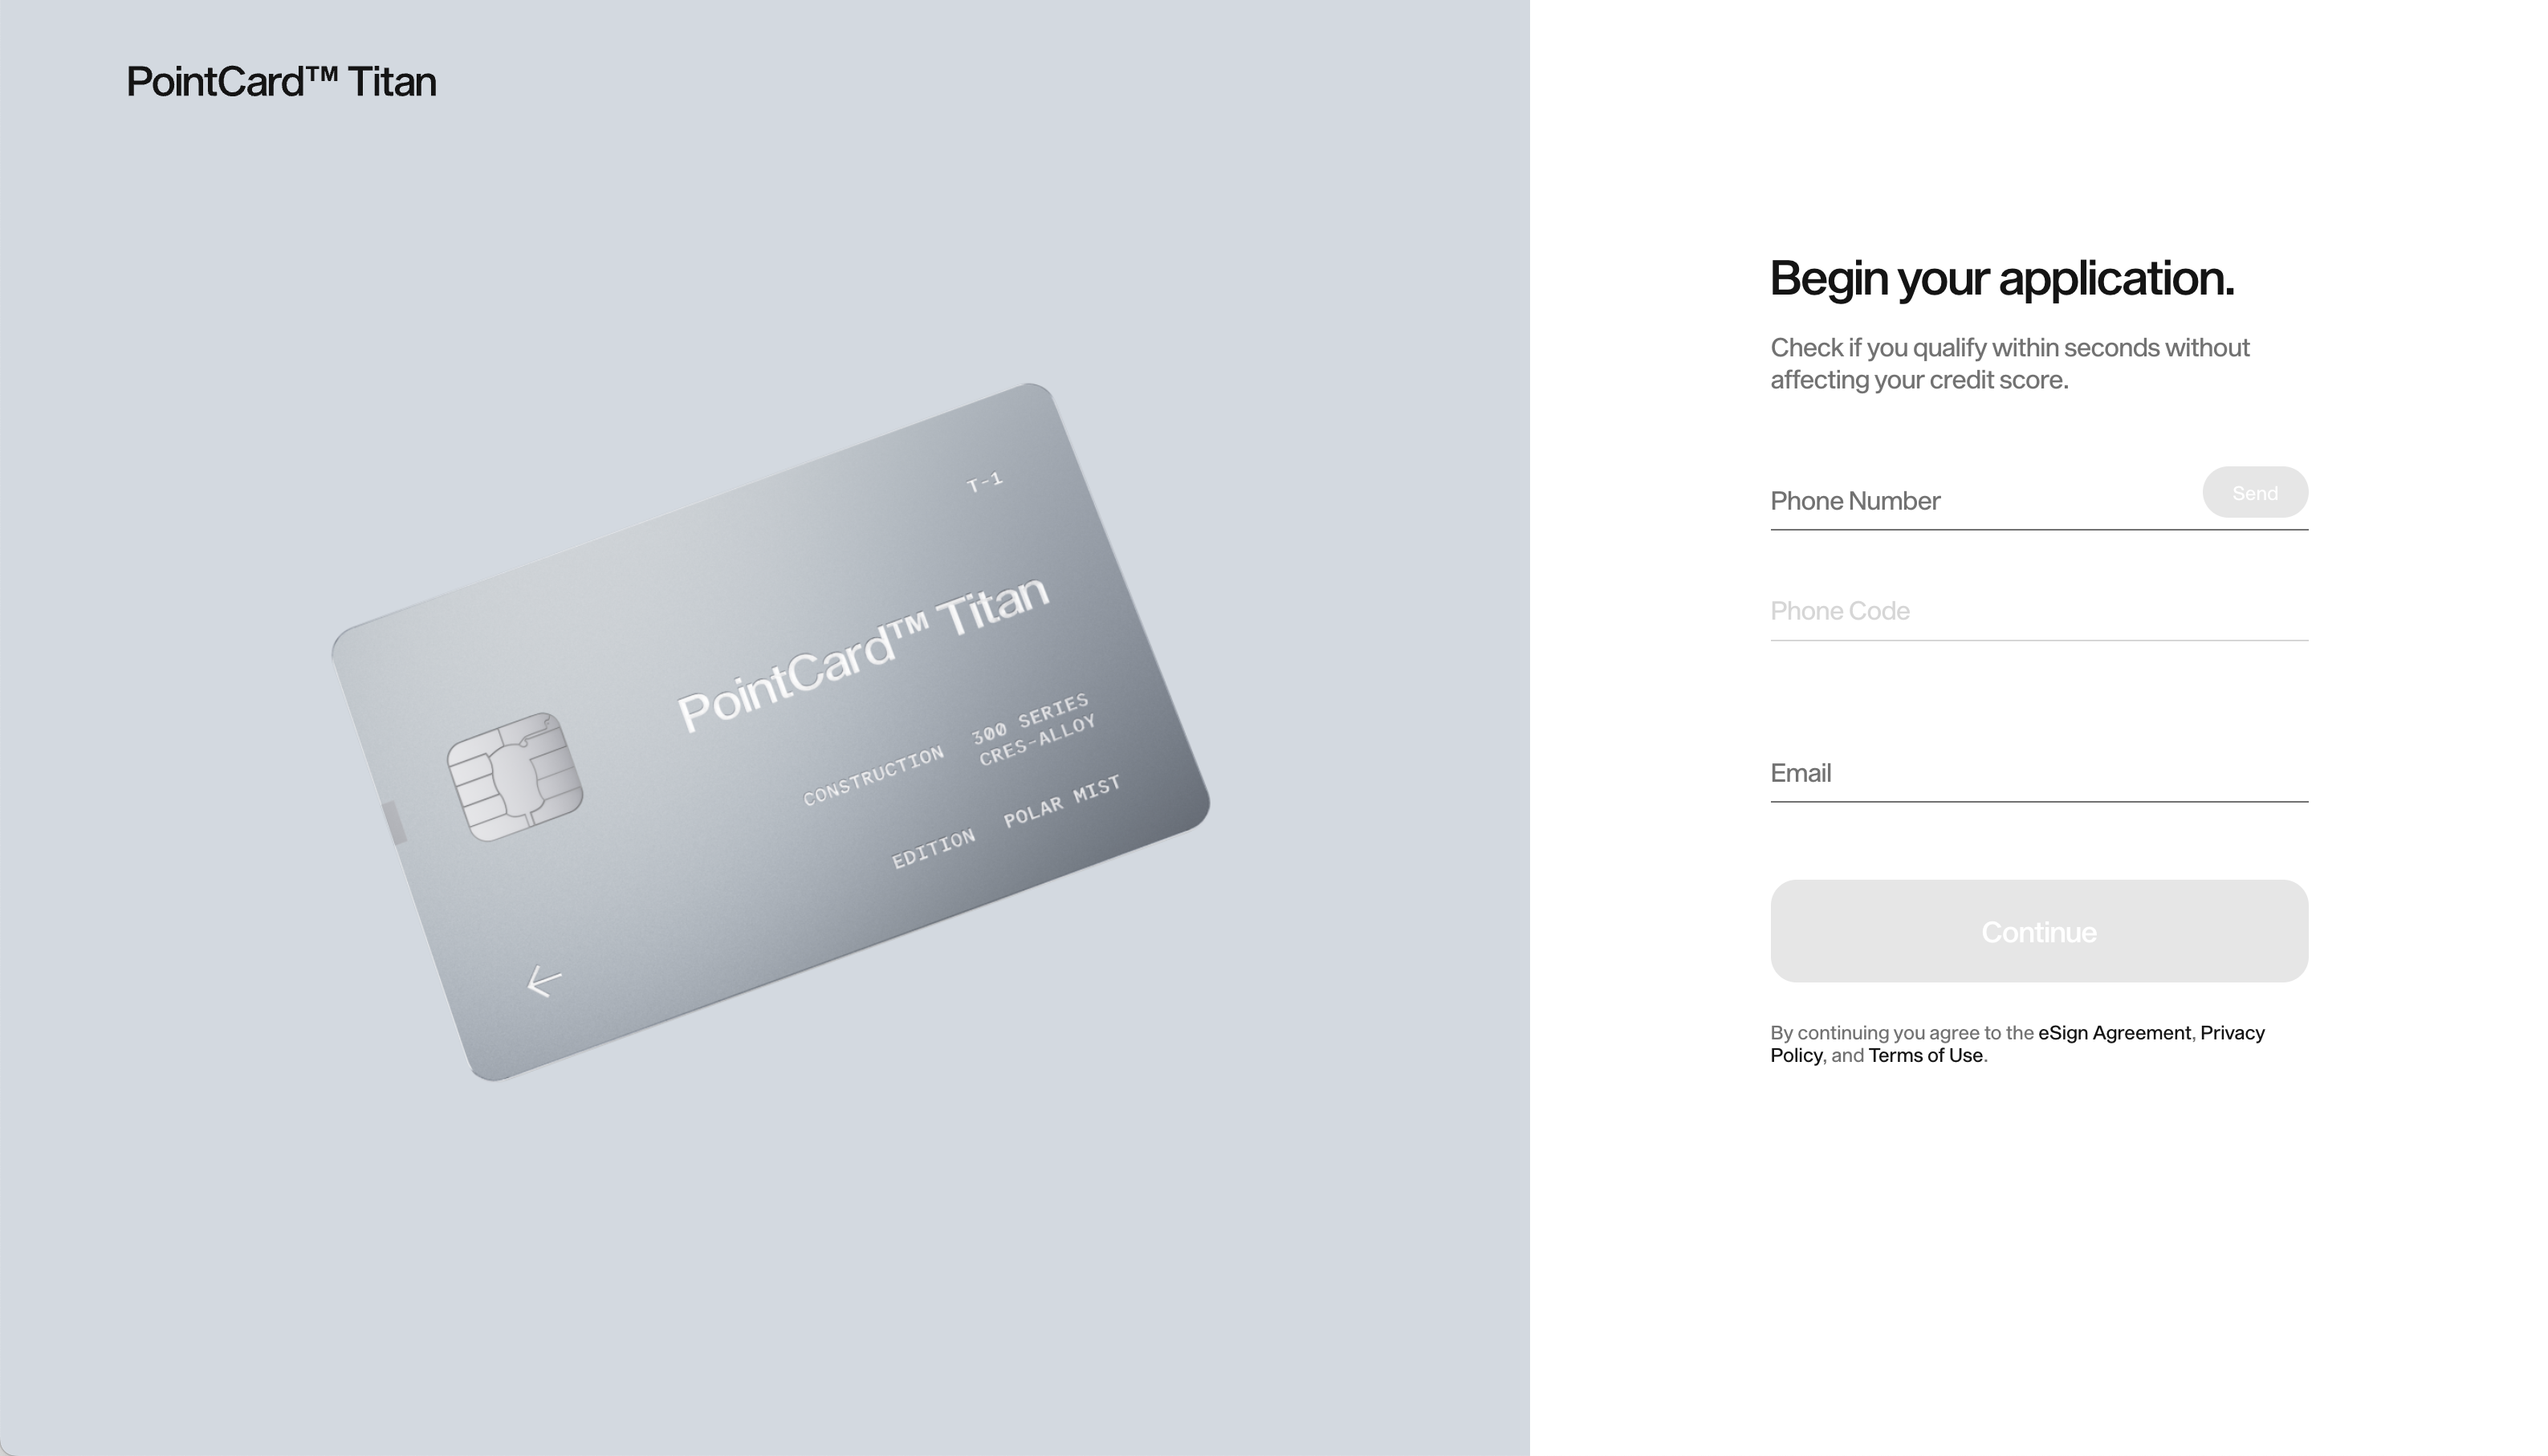 PointCard™ Titan
T-1
PointCard™ Titan
CONSTRUCTION 300 SERIES
CRES-ALLOY
EDITION POLAR MIST
Begin your application.
Check if you qualify within seconds without
affecting your credit score.
Phone Number
Send
Phone Code
Email
Continue
By continuing you agree to the eSign Agreement, Privacy
Policy, and Terms of Use.